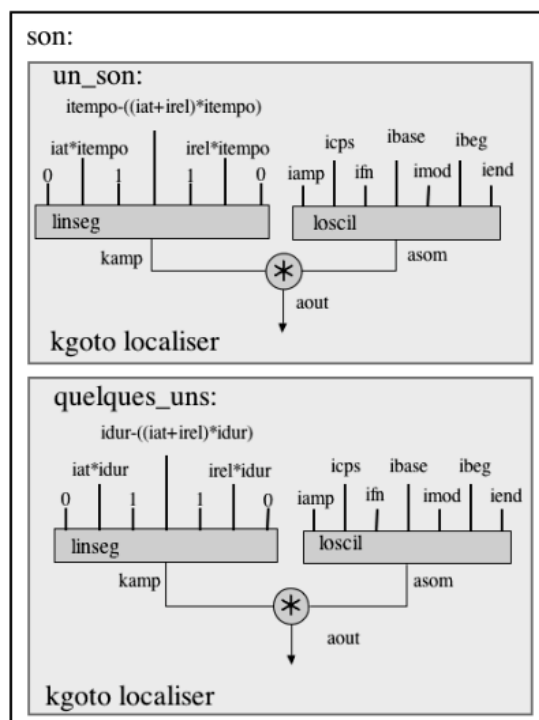 son:
un_son:
itempo-((iat+irel)*itempo)
iat*itempo irel*itempo
0 1 1 0
icps ibase ibeg
iamp ifn imod iend
linseg loscil
kamp asom
*
aout
kgoto localiser
quelques_uns:
idur-((iat+irel)*idur)
iat*idur irel*idur
0 1 1 0
icps ibase ibeg
iamp ifn imod iend
linseg loscil
kamp asom
*
aout
kgoto localiser